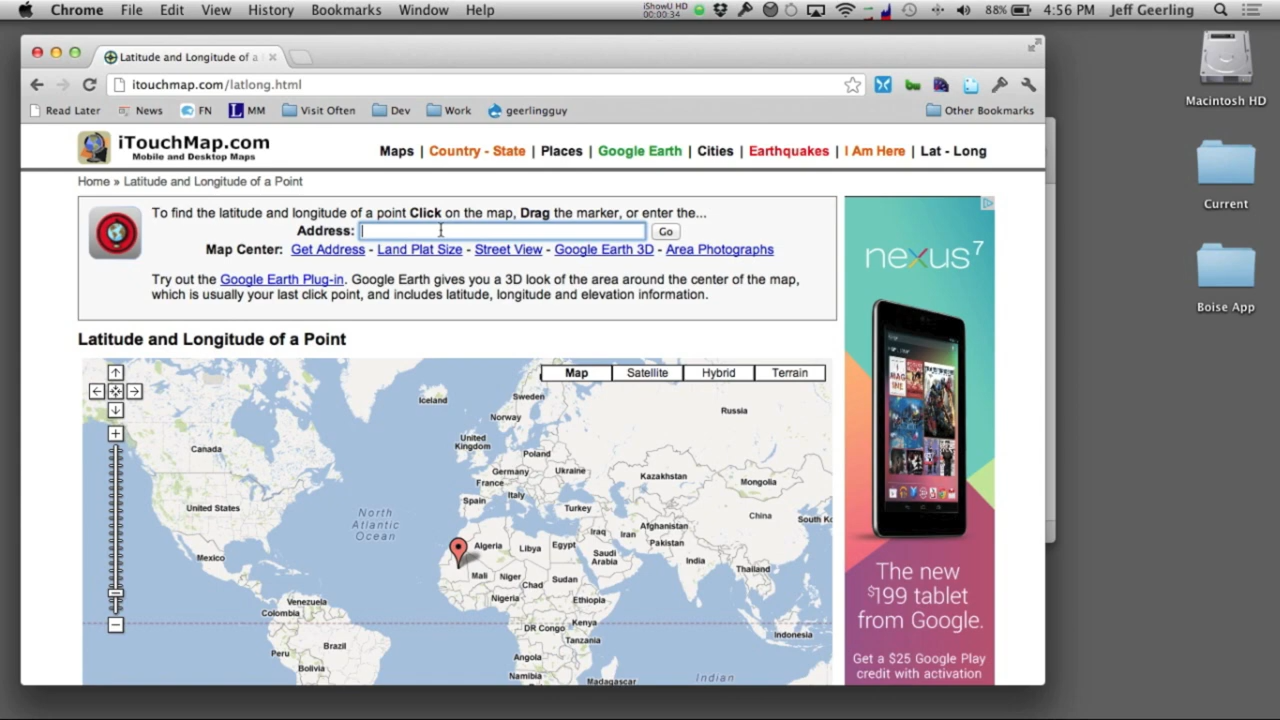 Chrome File Edit View History Bookmarks Window Help iShowU HD 00:00:34 88% 4:56 PM Jeff Geerling
Latitude and Longitude of a
itouchmap.com/latlong.html
Read Later News FN L MM Visit Often Dev Work geerlingguy Other Bookmarks
iTouchMap.com
Mobile and Desktop Maps
Maps Country - State Places Google Earth Cities Earthquakes I Am Here Lat - Long
Home » Latitude and Longitude of a Point
To find the latitude and longitude of a point Click on the map, Drag the marker, or enter the...
Address: Go
Map Center: Get Address - Land Plat Size - Street View - Google Earth 3D - Area Photographs
Try out the Google Earth Plug-in. Google Earth gives you a 3D look of the area around the center of the map,
which is usually your last click point, and includes latitude, longitude and elevation information.
Latitude and Longitude of a Point
Map Satellite Hybrid Terrain
Iceland
Sweden
Russia
Norway
United
Kingdom
Canada
Poland
Germany
Ukraine
Kazakhstan
France
Mongolia
Spain
Italy
Turkey
United States
North
Atlantic
Ocean
China
South Ko
Iraq
Iran
Afghanistan
Pakistan
Algeria
Libya
Egypt
Saudi
Arabia
Mexico
India
Mali
Niger
Chad
Sudan
Thailand
Nigeria
Ethiopia
Venezuela
Colombia
DR Congo
Kenya
Tanzania
Indonesia
Peru
Brazil
Bolivia
Angola
Namibia
Madagascar
Indian
nexus 7
The new
$199 tablet
from Google.
Get a $25 Google Play
credit with activation
Macintosh HD
Current
Boise App